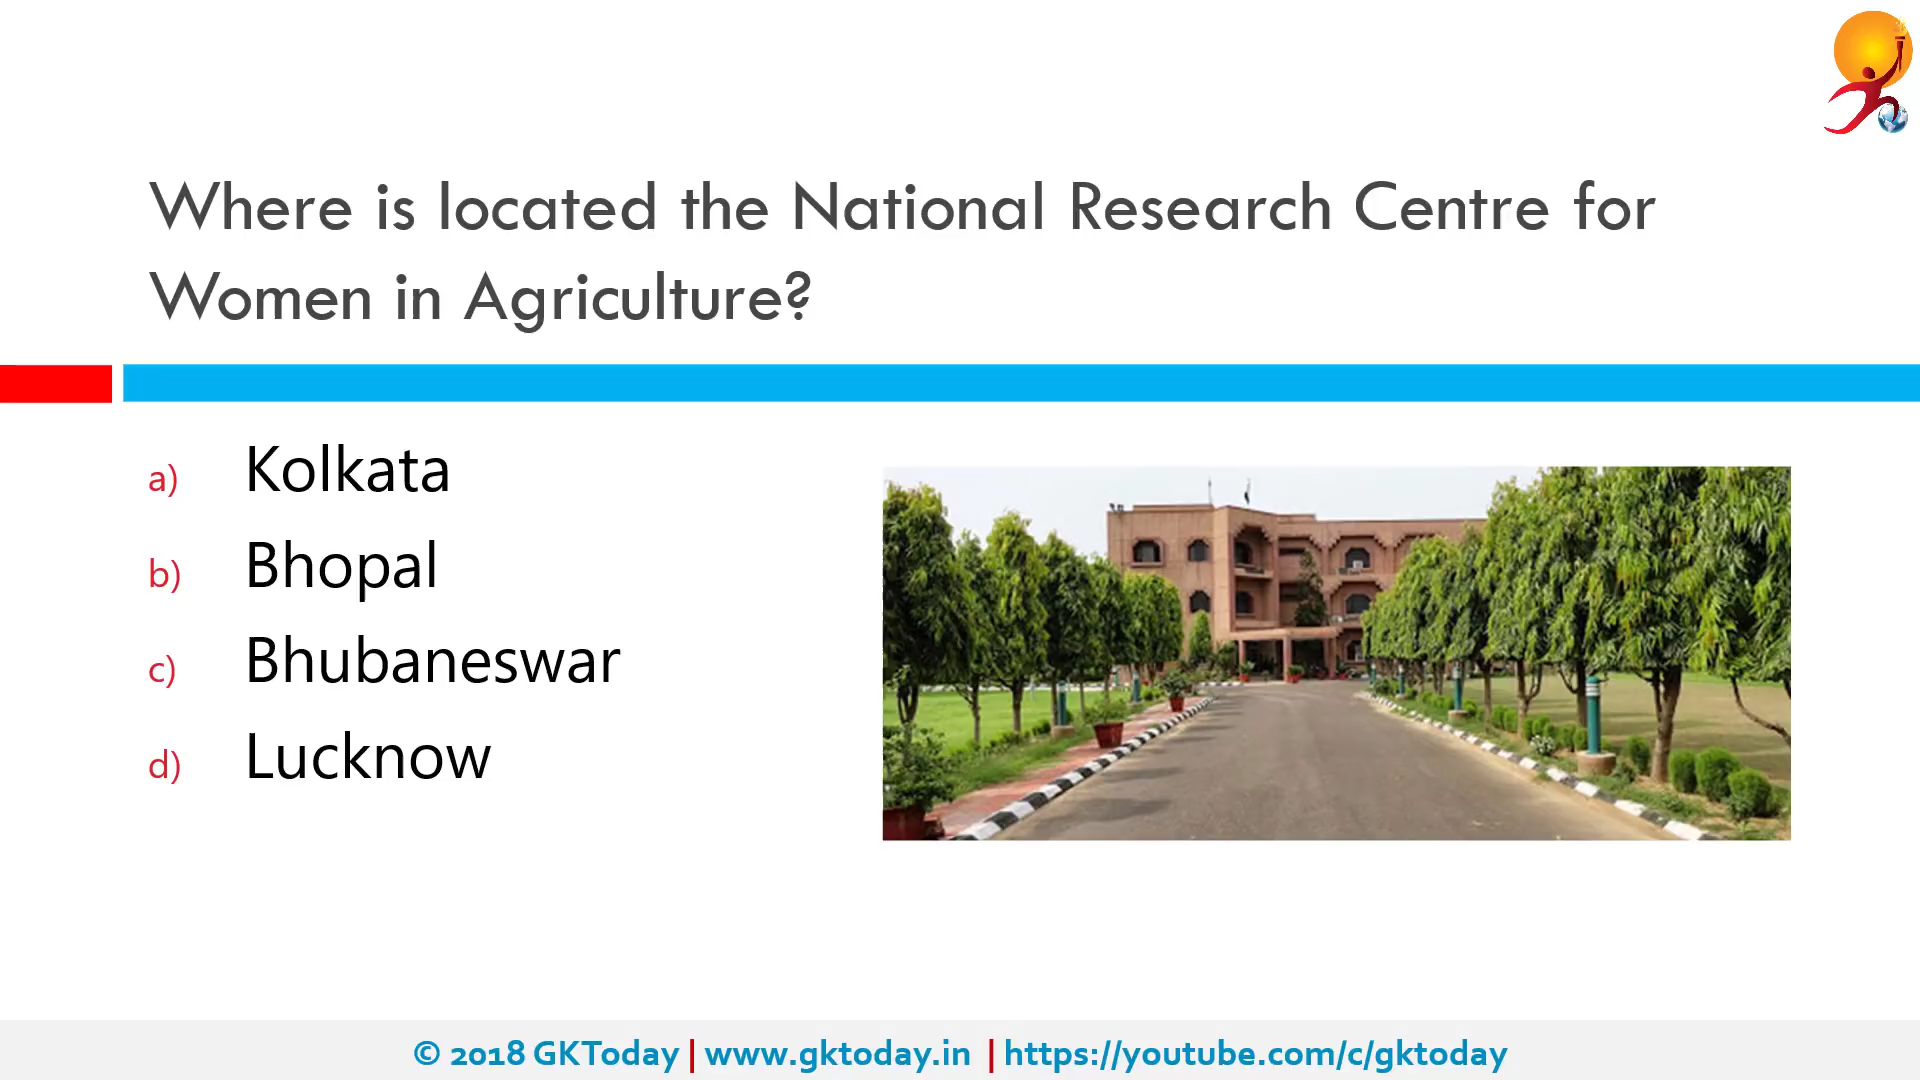 Where is located the National Research Centre for
Women in Agriculture?
a) Kolkata
b) Bhopal
c) Bhubaneswar
d) Lucknow
© 2018 GKToday | www.gktoday.in | https://youtube.com/c/gktoday